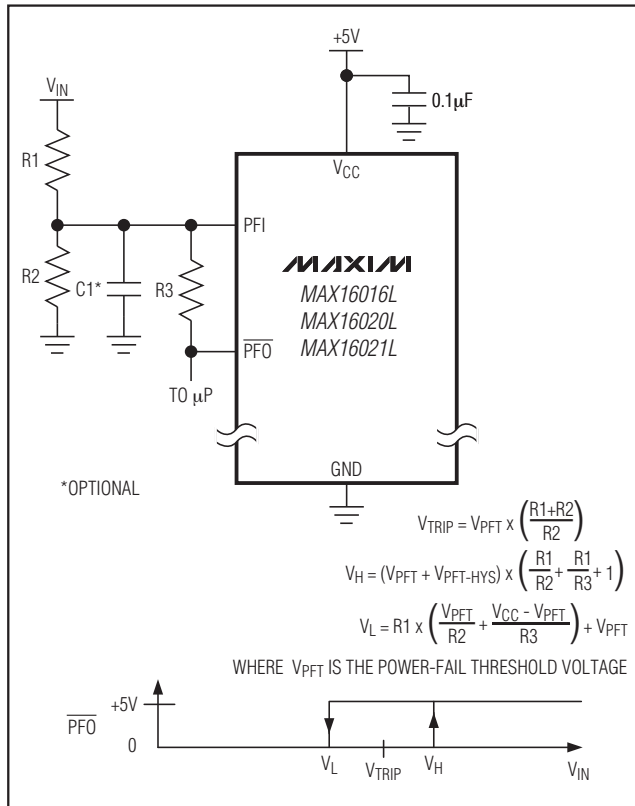 +5V
0.1μF
V_IN
R1
V_CC
PFI
R2
C1*
R3
MAXIM
MAX16016L
MAX16020L
MAX16021L
P̅F̅O̅
TO μP
GND
*OPTIONAL
V_TRIP = V_PFT x ((R1+R2)/R2)
V_H = (V_PFT + V_PFT-HYS) x (R1/R2 + R1/R3 + 1)
V_L = R1 x (V_PFT/R2 + (V_CC - V_PFT)/R3) + V_PFT
WHERE V_PFT IS THE POWER-FAIL THRESHOLD VOLTAGE
+5V
P̅F̅O̅
0
V_L V_TRIP V_H V_IN